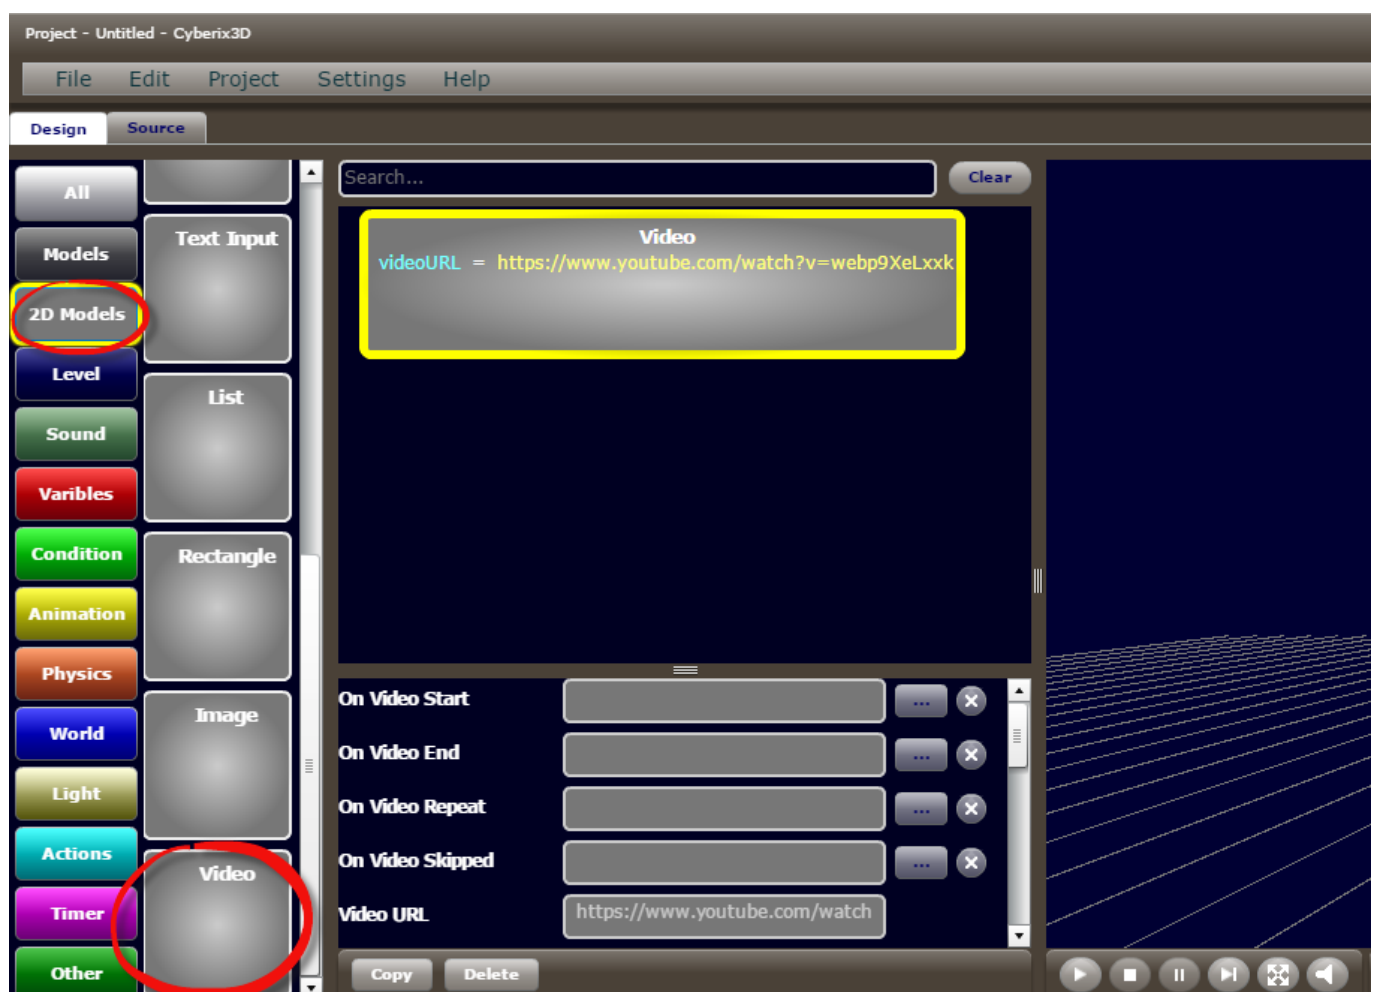 Project - Untitled - Cyberix3D
File Edit Project Settings Help
Design Source
All
Models
2D Models
Level
Sound
Varibles
Condition
Animation
Physics
World
Light
Actions
Timer
Other
Text Input
List
Rectangle
Image
Video
Search... Clear
Video
videoURL = https://www.youtube.com/watch?v=webp9XeLxxk
On Video Start ...
On Video End ...
On Video Repeat ...
On Video Skipped ...
Video URL https://www.youtube.com/watch
Copy Delete